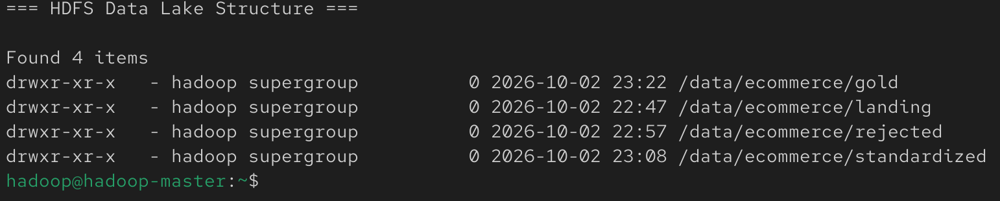 === HDFS Data Lake Structure ===
Found 4 items
drwxr-xr-x   - hadoop supergroup          0 2026-10-02 23:22 /data/ecommerce/gold
drwxr-xr-x   - hadoop supergroup          0 2026-10-02 22:47 /data/ecommerce/landing
drwxr-xr-x   - hadoop supergroup          0 2026-10-02 22:57 /data/ecommerce/rejected
drwxr-xr-x   - hadoop supergroup          0 2026-10-02 23:08 /data/ecommerce/standardized
hadoop@hadoop-master:~$